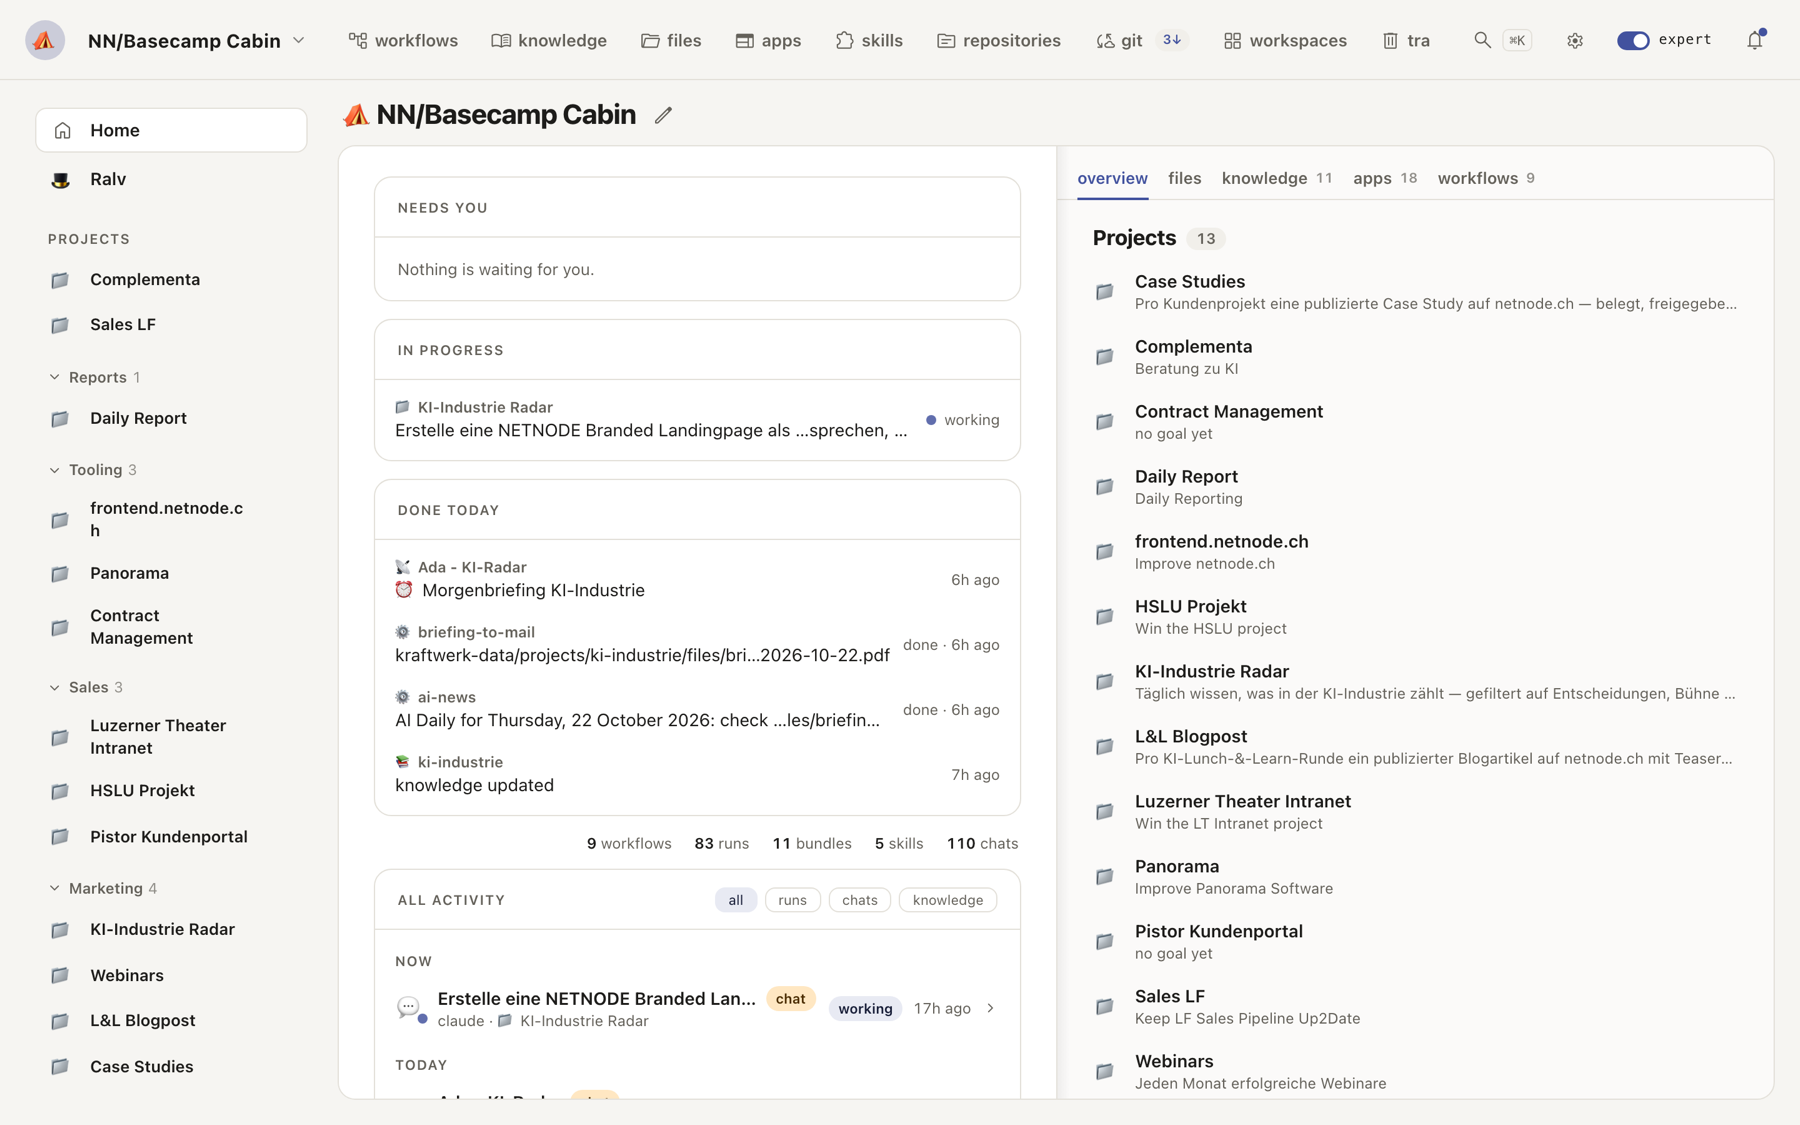 NN/Basecamp Cabin
workflows
knowledge
files
apps
skills
repositories
git 3↓
workspaces
tra
⌘K
expert
Home
Ralv
PROJECTS
Complementa
Sales LF
Reports 1
Daily Report
Tooling 3
frontend.netnode.c
h
Panorama
Contract
Management
Sales 3
Luzerner Theater
Intranet
HSLU Projekt
Pistor Kundenportal
Marketing 4
KI-Industrie Radar
Webinars
L&L Blogpost
Case Studies
NN/Basecamp Cabin
NEEDS YOU
Nothing is waiting for you.
IN PROGRESS
KI-Industrie Radar
Erstelle eine NETNODE Branded Landingpage als ...sprechen, ...
working
DONE TODAY
Ada - KI-Radar
Morgenbriefing KI-Industrie
6h ago
briefing-to-mail
kraftwerk-data/projects/ki-industrie/files/bri...2026-10-22.pdf
done · 6h ago
ai-news
AI Daily for Thursday, 22 October 2026: check ...les/briefin...
done · 6h ago
ki-industrie
knowledge updated
7h ago
9 workflows 83 runs 11 bundles 5 skills 110 chats
ALL ACTIVITY
all runs chats knowledge
NOW
Erstelle eine NETNODE Branded Lan... chat
claude · KI-Industrie Radar
working 17h ago
TODAY
overview files knowledge 11 apps 18 workflows 9
Projects 13
Case Studies
Pro Kundenprojekt eine publizierte Case Study auf netnode.ch — belegt, freigegebe...
Complementa
Beratung zu KI
Contract Management
no goal yet
Daily Report
Daily Reporting
frontend.netnode.ch
Improve netnode.ch
HSLU Projekt
Win the HSLU project
KI-Industrie Radar
Täglich wissen, was in der KI-Industrie zählt — gefiltert auf Entscheidungen, Bühne ...
L&L Blogpost
Pro KI-Lunch-&-Learn-Runde ein publizierter Blogartikel auf netnode.ch mit Teaser...
Luzerner Theater Intranet
Win the LT Intranet project
Panorama
Improve Panorama Software
Pistor Kundenportal
no goal yet
Sales LF
Keep LF Sales Pipeline Up2Date
Webinars
Jeden Monat erfolgreiche Webinare